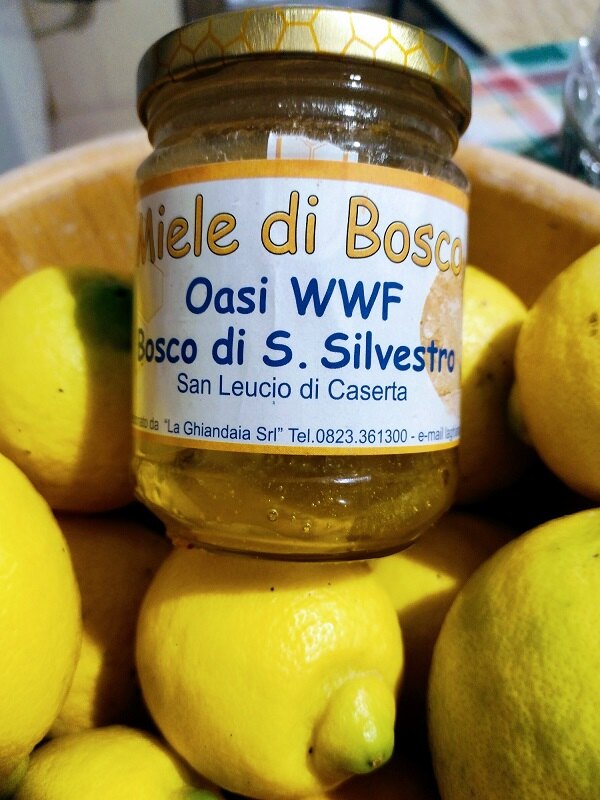 Miele di Bosco
Oasi WWF
Bosco di S. Silvestro
San Leucio di Caserta
"La Ghiandaia Srl" Tel.0823.361300 - e-mail